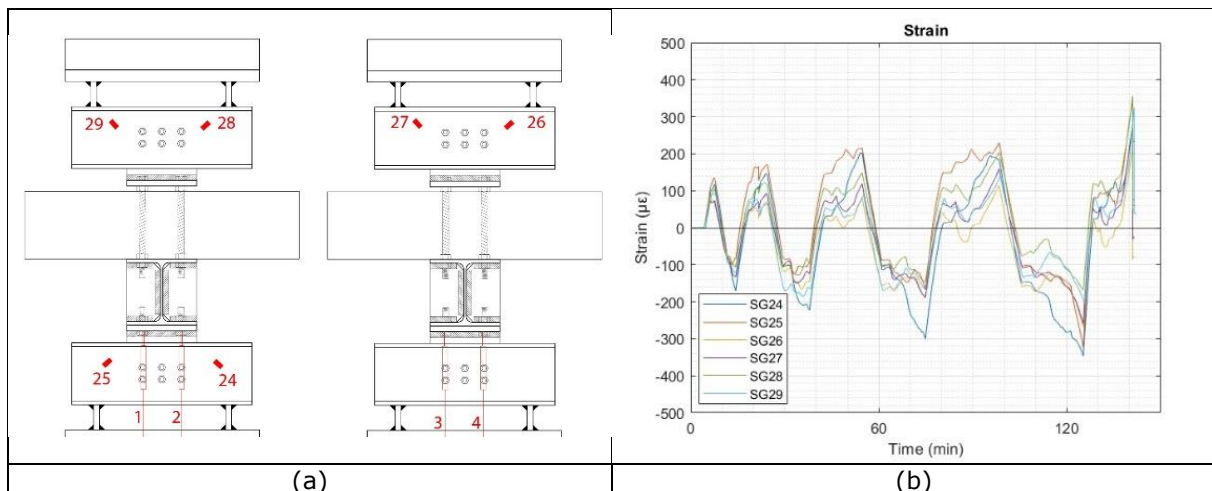 29
28
27
26
25
24
1
2
3
4
(a)
Strain
500
400
300
200
100
0
-100
-200
-300
-400
-500
Strain (με)
SG24
SG25
SG26
SG27
SG28
SG29
0
60
120
Time (min)
(b)